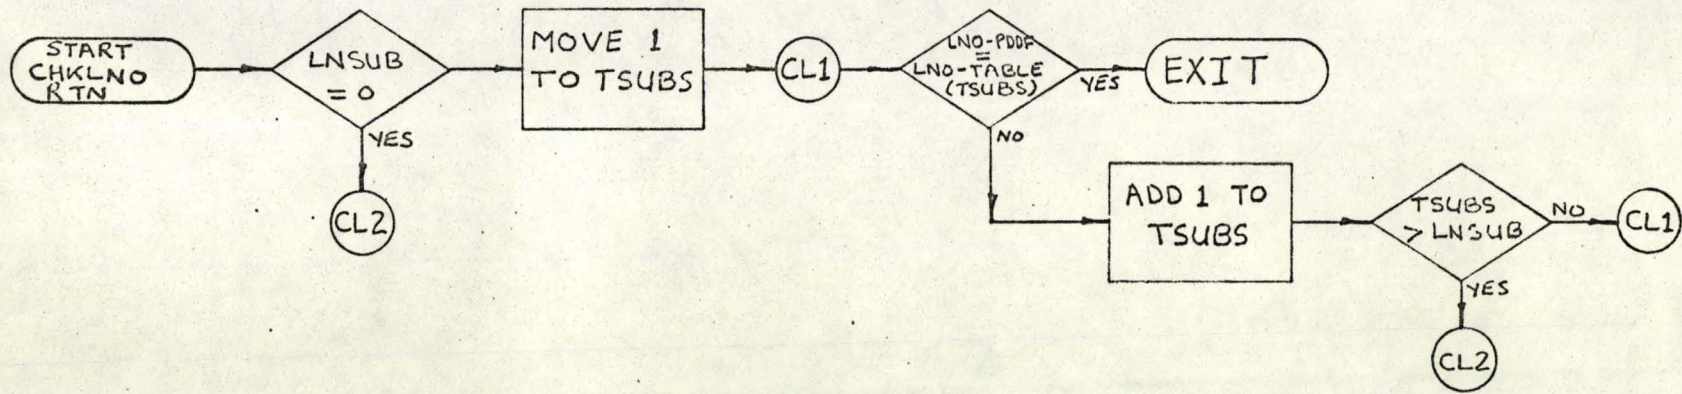 START
CHKLNO
RTN
LNSUB
= 0
YES
CL2
MOVE 1
TO TSUBS
CL1
LNO-PDDF
=
LNO-TABLE
(TSUBS)
YES
EXIT
NO
ADD 1 TO
TSUBS
TSUBS
> LNSUB
NO
CL1
YES
CL2